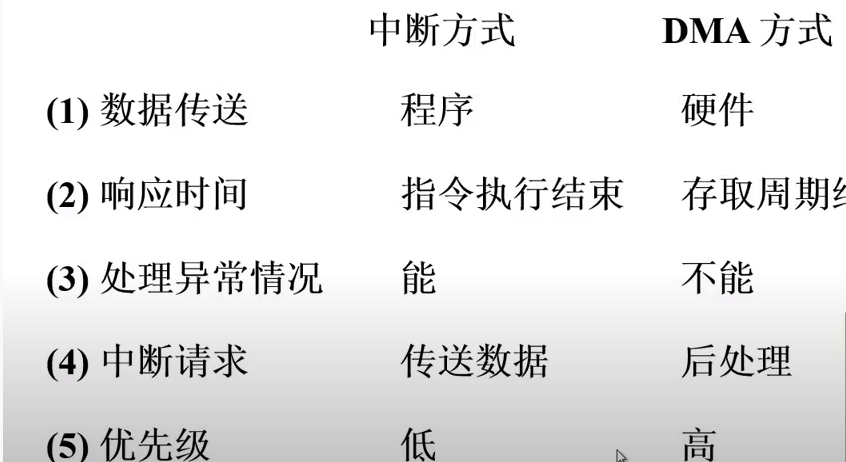 中断方式 DMA 方式
(1) 数据传送 程序 硬件
(2) 响应时间 指令执行结束 存取周期
(3) 处理异常情况 能 不能
(4) 中断请求 传送数据 后处理
(5) 优先级 低 高